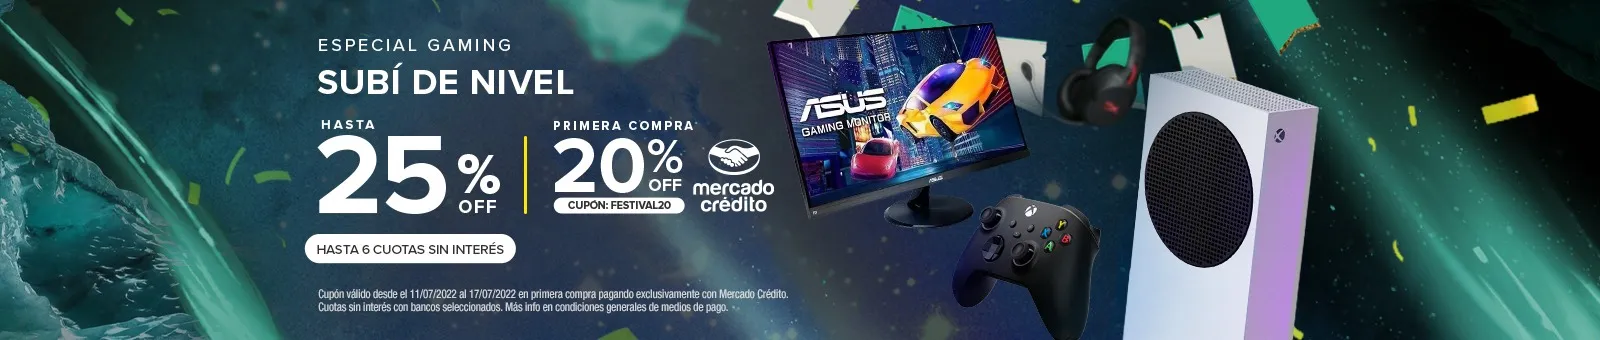 ESPECIAL GAMING
SUBÍ DE NIVEL
HASTA
25%
OFF
PRIMERA COMPRA
20%
OFF
CUPÓN: FESTIVAL20
mercado
crédito
HASTA 6 CUOTAS SIN INTERÉS
Cupón válido desde el 11/07/2022 al 17/07/2022 en primera compra pagando exclusivamente con Mercado Crédito.
Cuotas sin interés con bancos seleccionados. Más info en condiciones generales de medios de pago.
ASUS
GAMING MONITOR
ASUS
Y
X
B
A